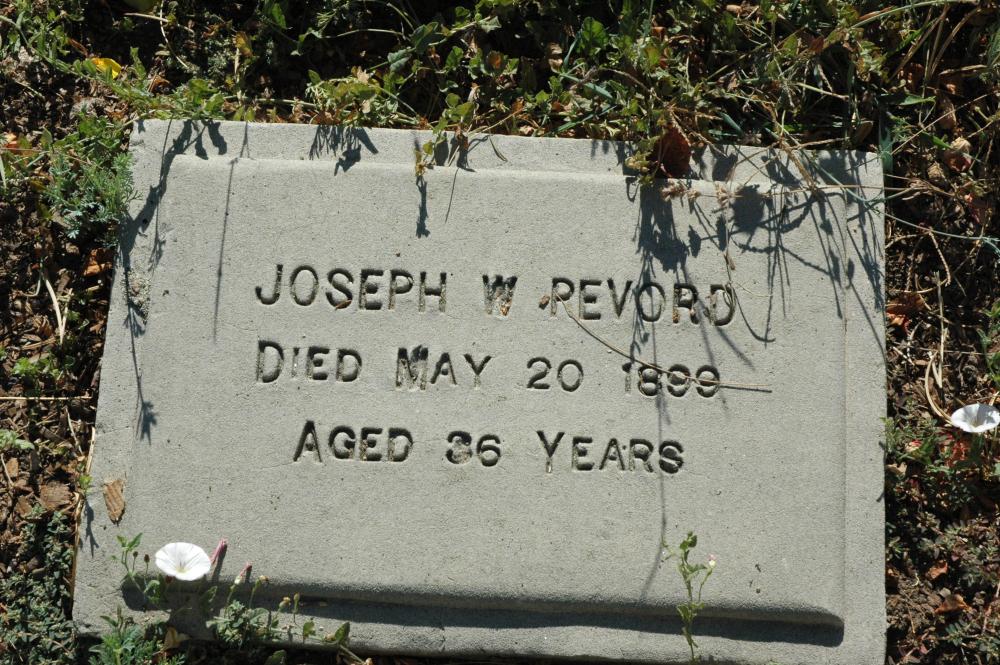 JOSEPH W REVORD
DIED MAY 20 1899
AGED 36 YEARS